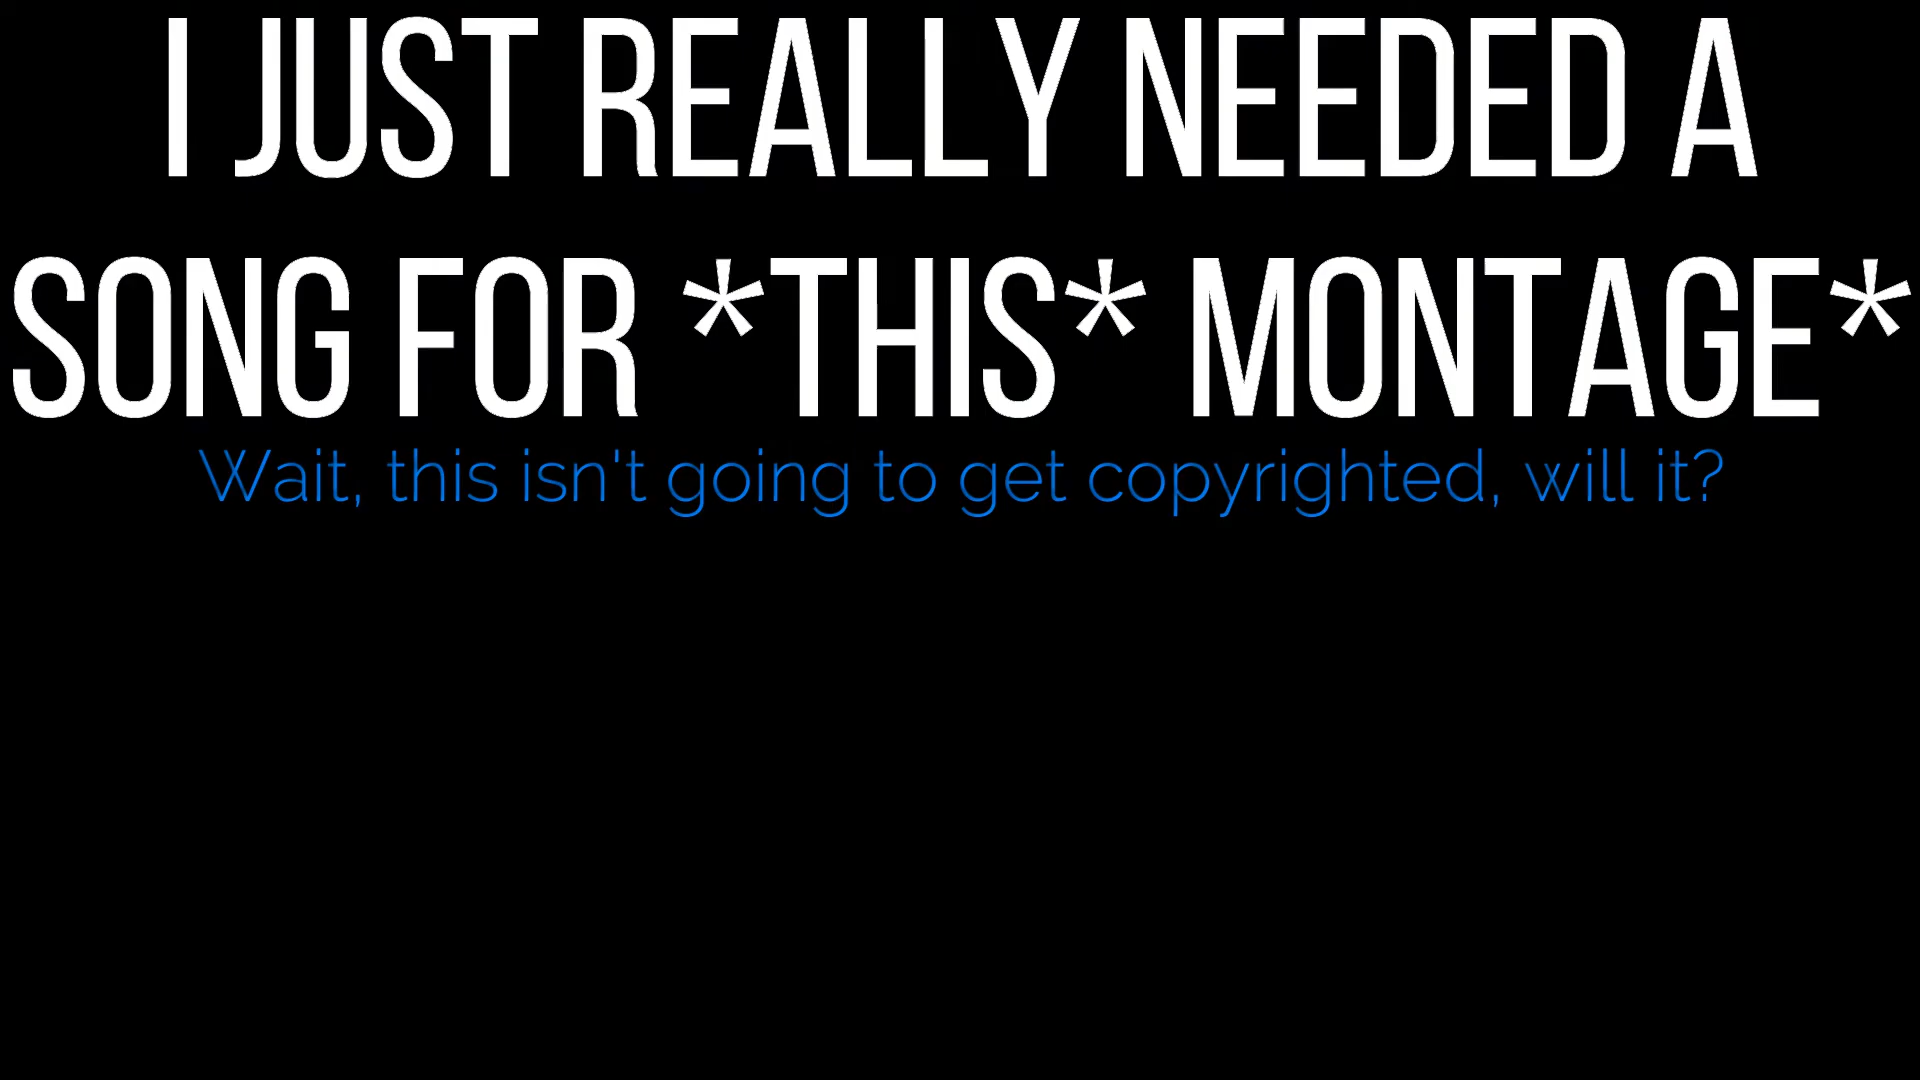 I JUST REALLY NEEDED A
SONG FOR *THIS* MONTAGE*
Wait, this isn't going to get copyrighted, will it?